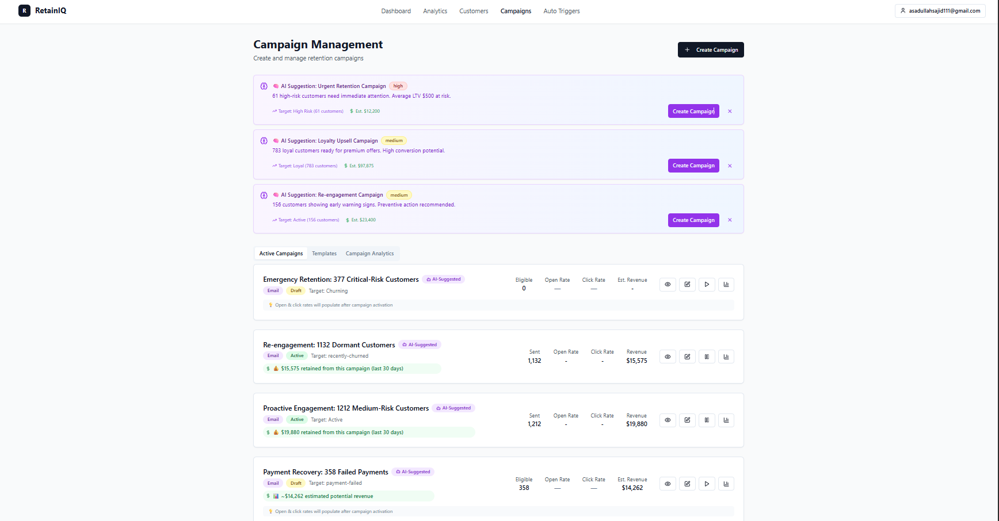 R RetainIQ
Dashboard Analytics Customers Campaigns Auto Triggers
asadullahsajid111@gmail.com
Campaign Management
Create and manage retention campaigns
+ Create Campaign
AI Suggestion: Urgent Retention Campaign high
61 high-risk customers need immediate attention. Average LTV $500 at risk.
Target: High Risk (61 customers) $ Est. $12,200
Create Campaign
AI Suggestion: Loyalty Upsell Campaign medium
783 loyal customers ready for premium offers. High conversion potential.
Target: Loyal (783 customers) $ Est. $97,875
Create Campaign
AI Suggestion: Re-engagement Campaign medium
156 customers showing early warning signs. Preventive action recommended.
Target: Active (156 customers) $ Est. $23,400
Create Campaign
Active Campaigns Templates Campaign Analytics
Emergency Retention: 377 Critical-Risk Customers AI-Suggested
Email Draft Target: Churning
Eligible Open Rate Click Rate Est. Revenue
0 — — -
Open & click rates will populate after campaign activation
Re-engagement: 1132 Dormant Customers AI-Suggested
Email Active Target: recently-churned
$ $15,575 retained from this campaign (last 30 days)
Sent Open Rate Click Rate Revenue
1,132 - - $15,575
Proactive Engagement: 1212 Medium-Risk Customers AI-Suggested
Email Active Target: Active
$ $19,880 retained from this campaign (last 30 days)
Sent Open Rate Click Rate Revenue
1,212 - - $19,880
Payment Recovery: 358 Failed Payments AI-Suggested
Email Draft Target: payment-failed
$ ~$14,262 estimated potential revenue
Eligible Open Rate Click Rate Est. Revenue
358 — — $14,262
Open & click rates will populate after campaign activation